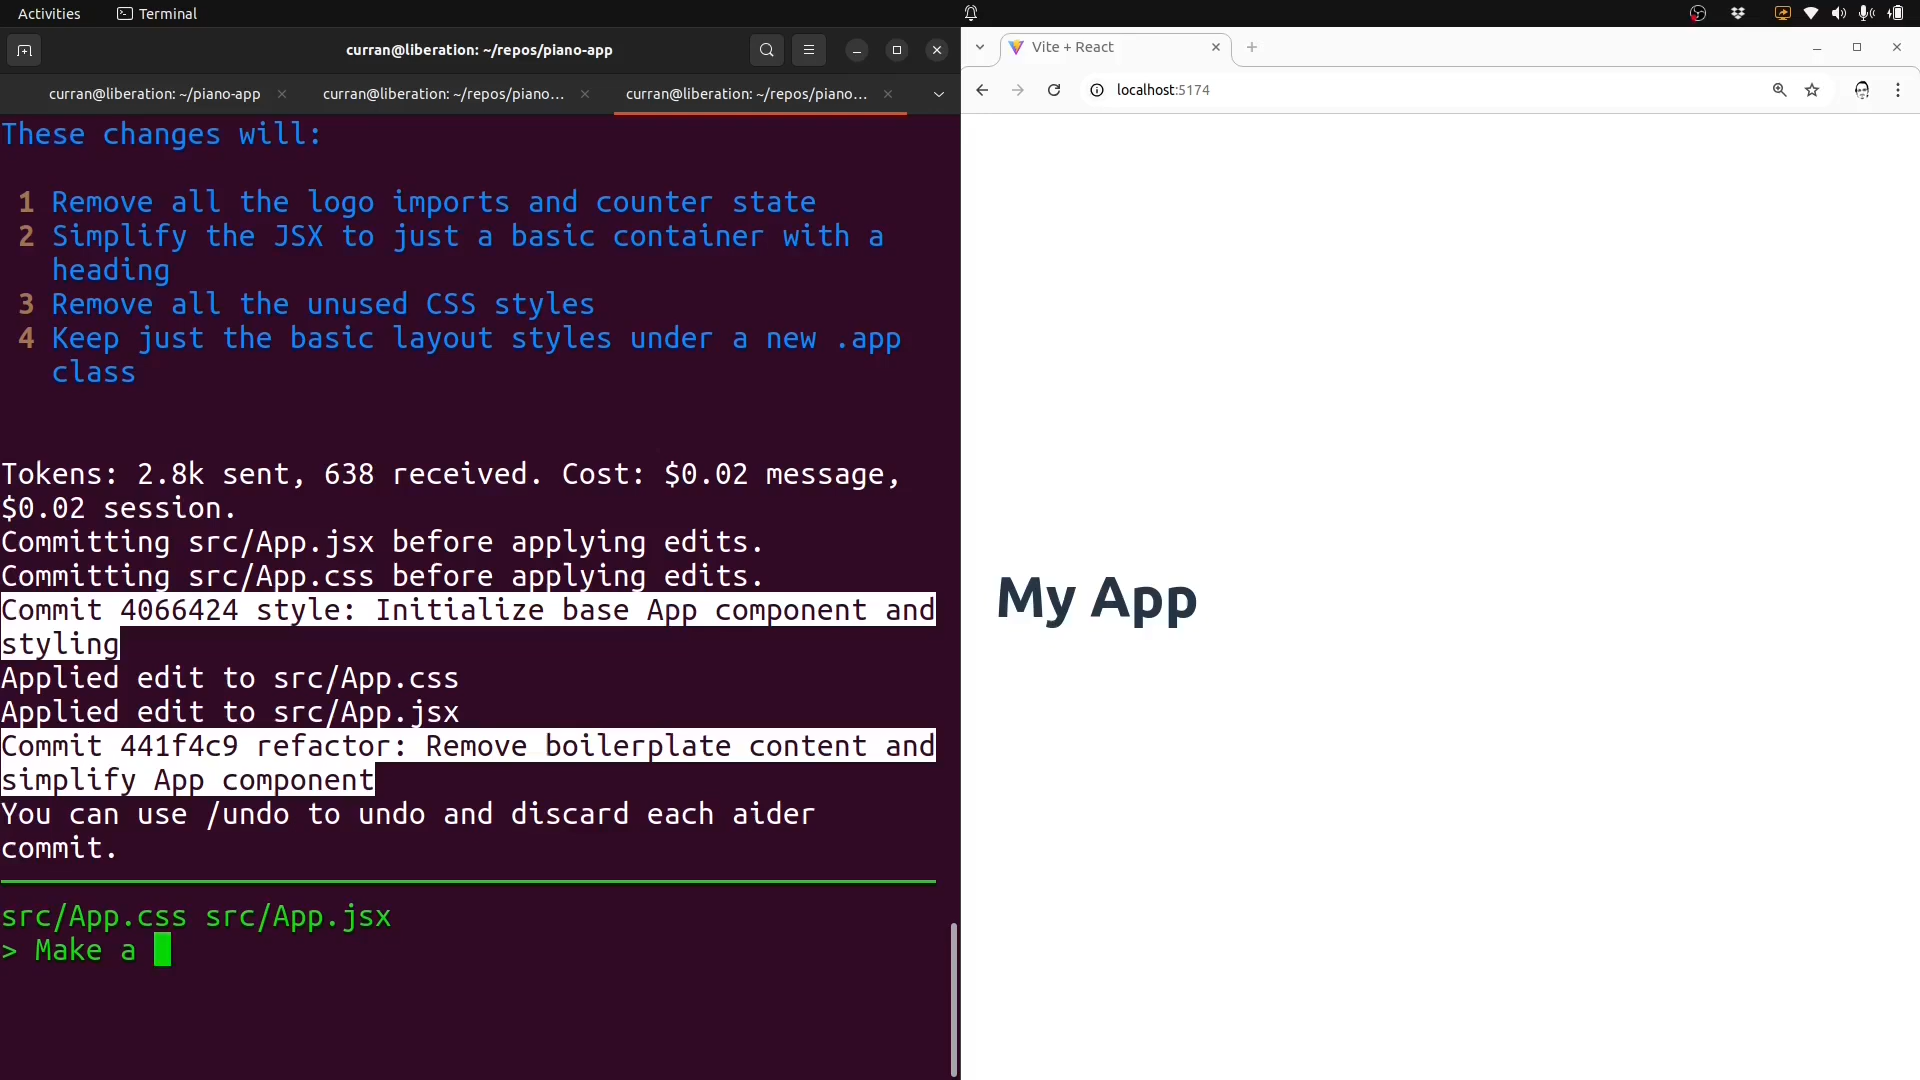 Activities
Terminal
curran@liberation: ~/repos/piano-app
curran@liberation: ~/piano-app
curran@liberation: ~/repos/piano...
curran@liberation: ~/repos/piano...
These changes will:
1 Remove all the logo imports and counter state
2 Simplify the JSX to just a basic container with a
heading
3 Remove all the unused CSS styles
4 Keep just the basic layout styles under a new .app
class
Tokens: 2.8k sent, 638 received. Cost: $0.02 message,
$0.02 session.
Committing src/App.jsx before applying edits.
Committing src/App.css before applying edits.
Commit 4066424 style: Initialize base App component and
styling
Applied edit to src/App.css
Applied edit to src/App.jsx
Commit 441f4c9 refactor: Remove boilerplate content and
simplify App component
You can use /undo to undo and discard each aider
commit.
src/App.css src/App.jsx
> Make a
Vite + React
localhost:5174
My App